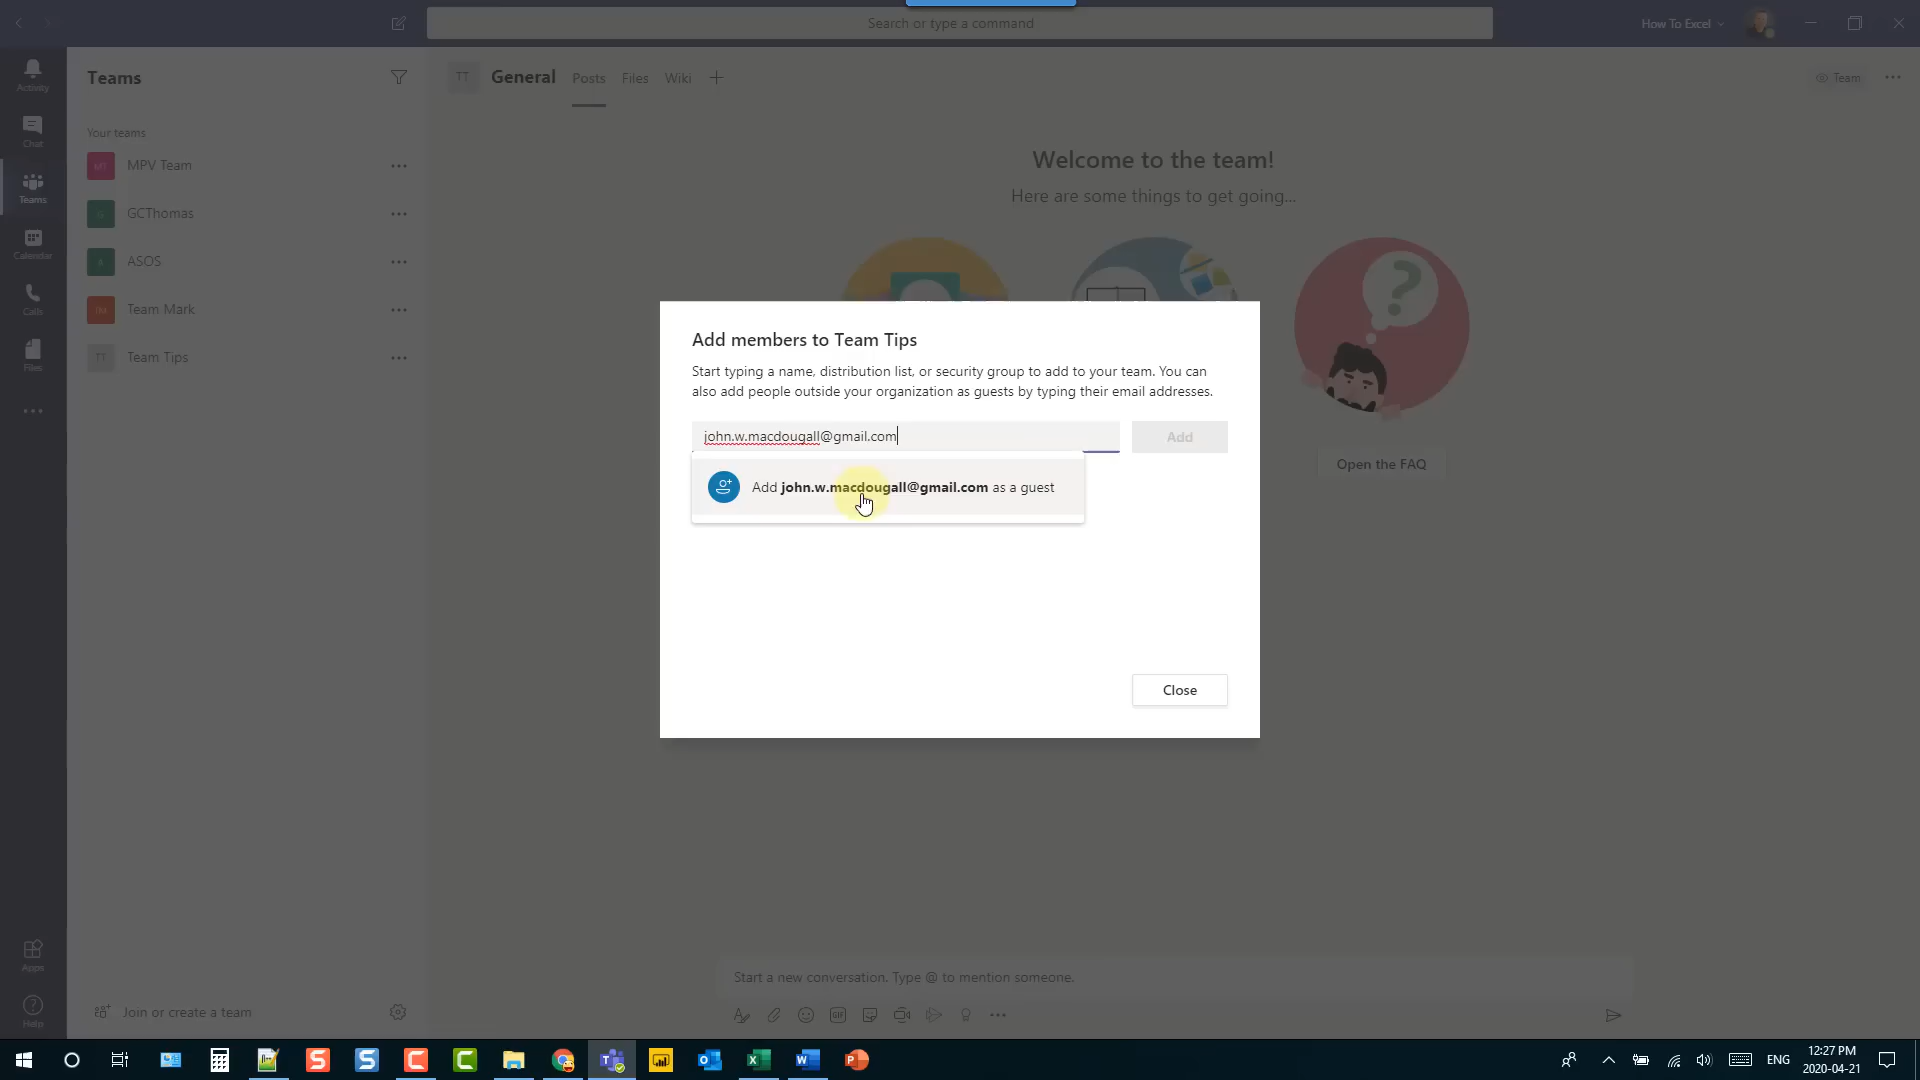 Search or type a command
How To Excel
Activity
Chat
Teams
Calendar
Calls
Files
Apps
Help
Teams
Your teams
MPV Team
G GCThomas
ASOS
TM Team Mark
TT Team Tips
Join or create a team
TT General Posts Files Wiki
Team
Welcome to the team!
Here are some things to get going...
Open the FAQ
Add members to Team Tips
Start typing a name, distribution list, or security group to add to your team. You can
also add people outside your organization as guests by typing their email addresses.
john.w.macdougall@gmail.com
Add
Add john.w.macdougall@gmail.com as a guest
Close
Start a new conversation. Type @ to mention someone.
GIF
ENG
12:27 PM
2020-04-21